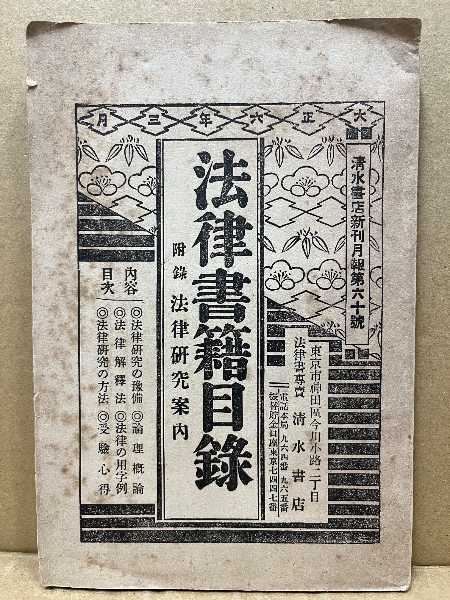 大正六年三月
清水書店新刊月報第六十號
東京市神田區今川小路二丁目
法律書專賣 清水書店
電話本局 九六四番 九六五番
振替貯金口座東京七四四七番
法律書籍目錄
附錄 法律研究案內
內容目次
◎法律研究の豫備 ◎論理概論
◎法律解釋法 ◎法律の用字例
◎法律研究の方法 ◎受驗心得